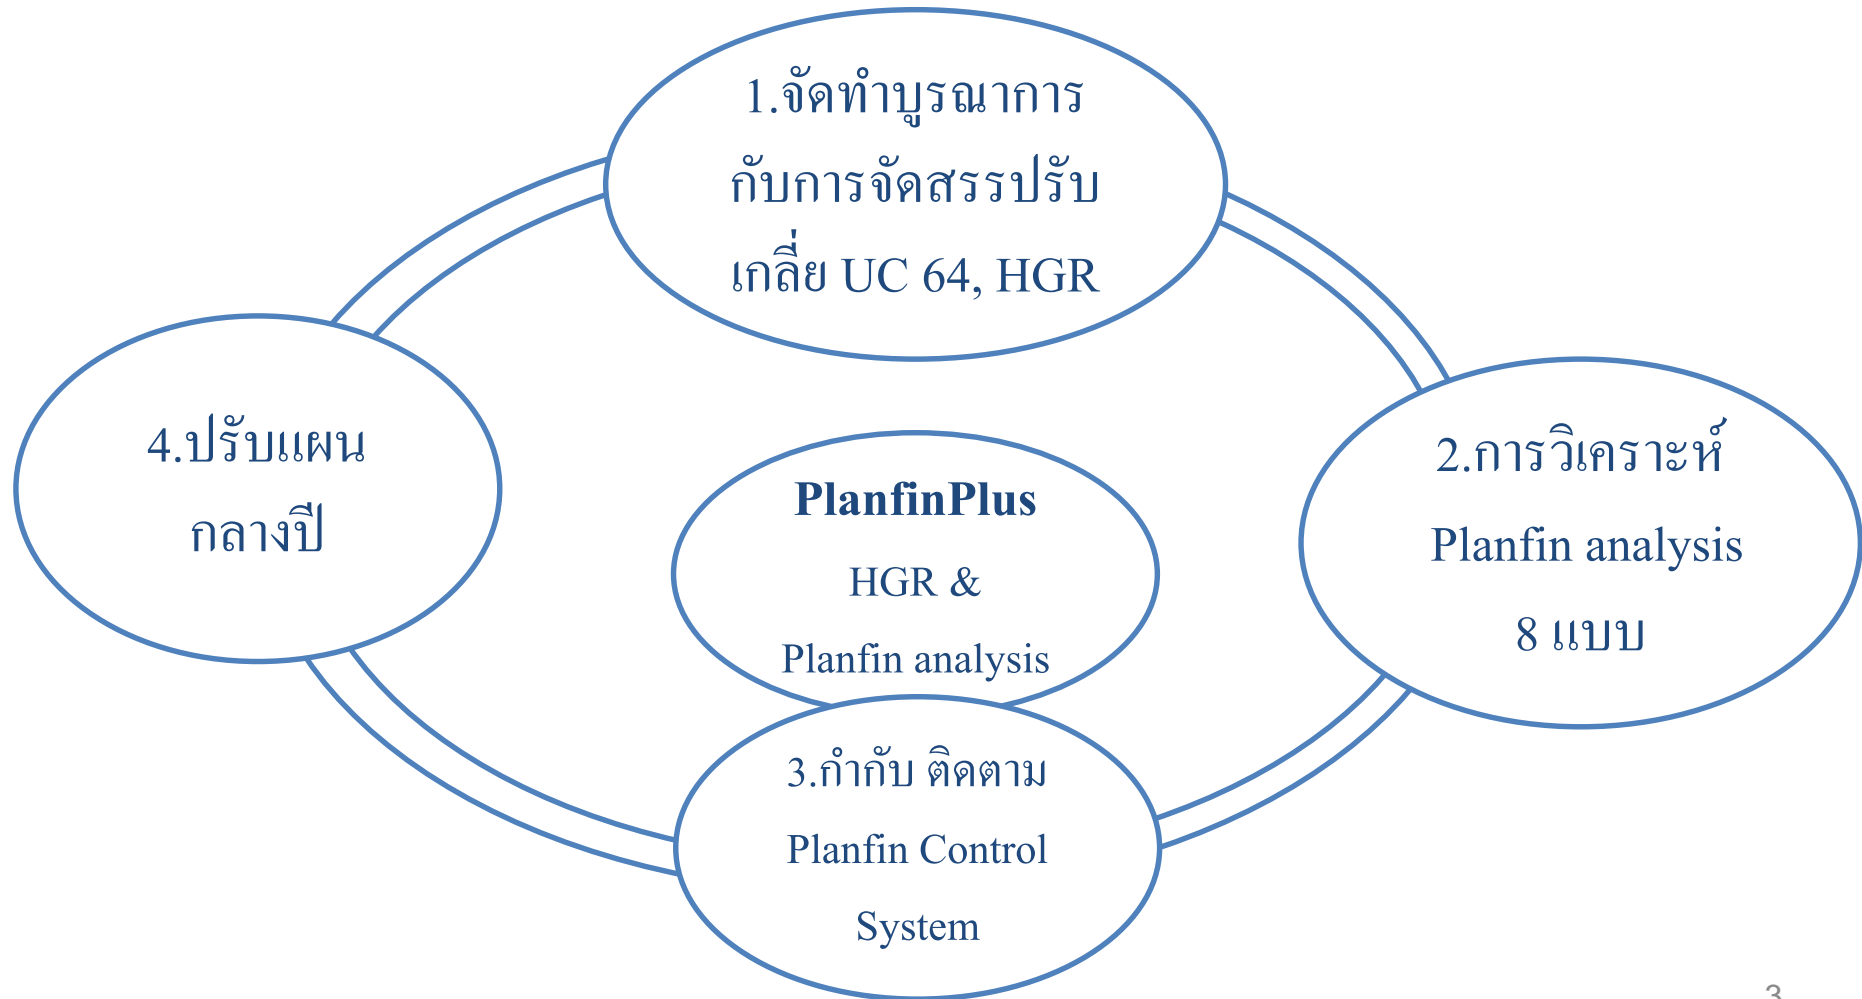 1.จัดทำบูรณาการ
กับการจัดสรรปรับ
เกลี่ย UC 64, HGR
2.การวิเคราะห์
Planfin analysis
8 แบบ
3.กำกับ ติดตาม
Planfin Control
System
4.ปรับแผน
กลางปี
PlanfinPlus
HGR &
Planfin analysis
3